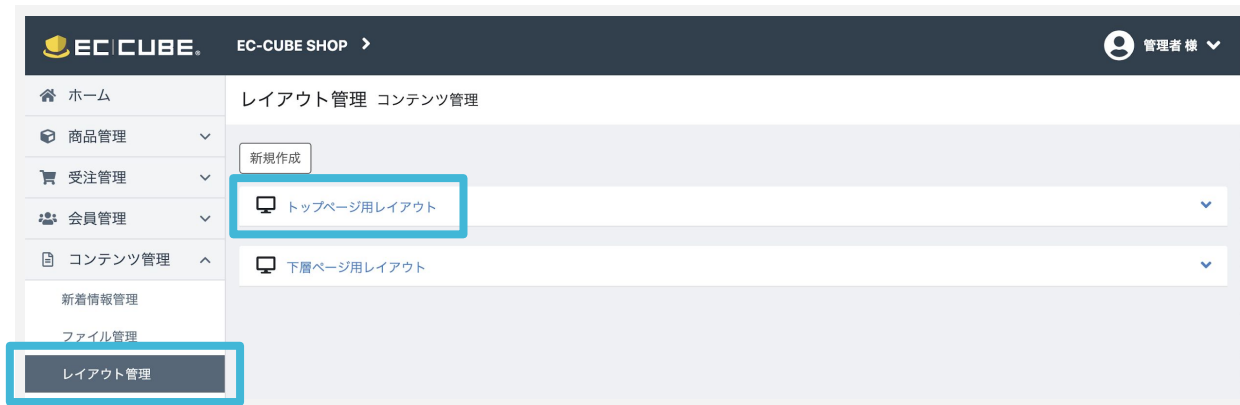 EC CUBE®
EC-CUBE SHOP
管理者 様
ホーム
商品管理
受注管理
会員管理
コンテンツ管理
新着情報管理
ファイル管理
レイアウト管理
レイアウト管理 コンテンツ管理
新規作成
トップページ用レイアウト
下層ページ用レイアウト